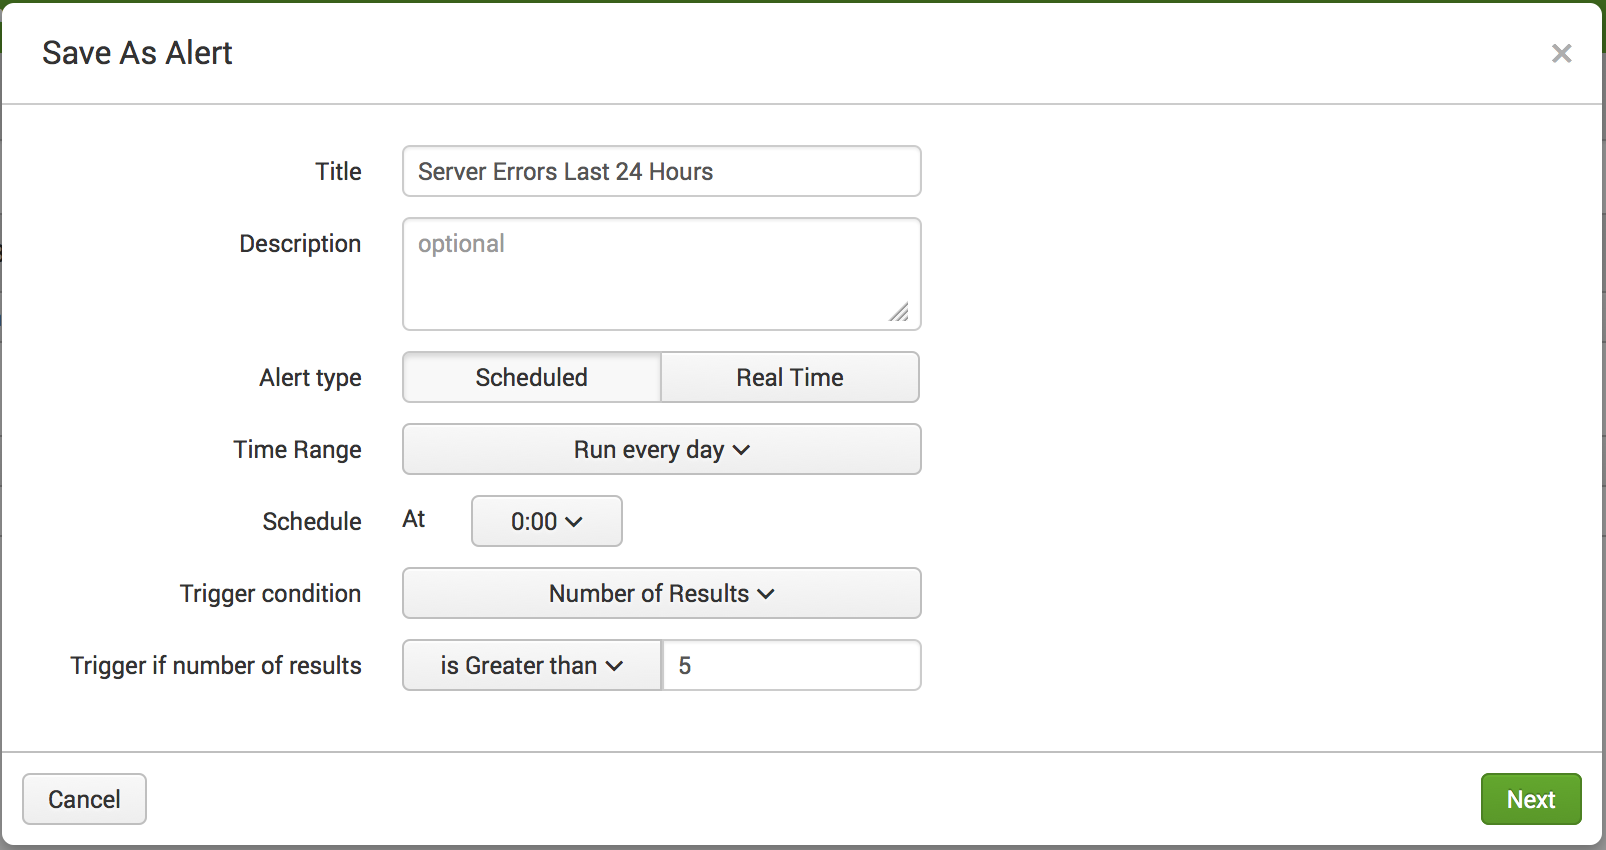 Save As Alert
Title
Server Errors Last 24 Hours
Description
optional
Alert type
Scheduled
Real Time
Time Range
Run every day
Schedule
At
0:00
Trigger condition
Number of Results
Trigger if number of results
is Greater than
5
Cancel
Next